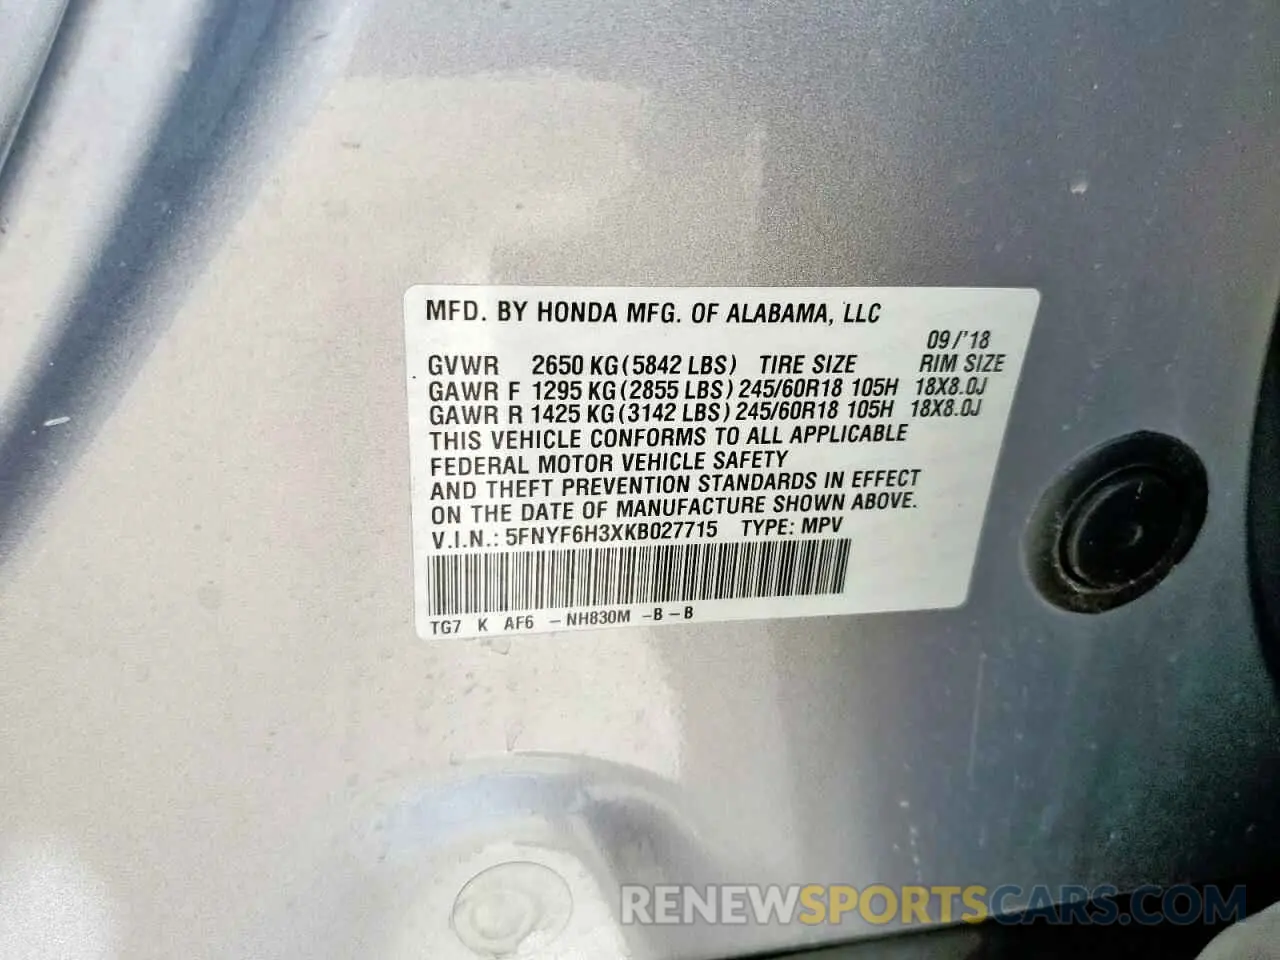 MFD. BY HONDA MFG. OF ALABAMA, LLC
09/'18
GVWR 2650 KG (5842 LBS) TIRE SIZE RIM SIZE
GAWR F 1295 KG (2855 LBS) 245/60R18 105H 18X8.0J
GAWR R 1425 KG (3142 LBS) 245/60R18 105H 18X8.0J
THIS VEHICLE CONFORMS TO ALL APPLICABLE
FEDERAL MOTOR VEHICLE SAFETY
AND THEFT PREVENTION STANDARDS IN EFFECT
ON THE DATE OF MANUFACTURE SHOWN ABOVE.
V.I.N.: 5FNYF6H3XKB027715 TYPE: MPV
TG7 K AF6 -NH830M -B-B
RENEWSPORTSCARS.COM